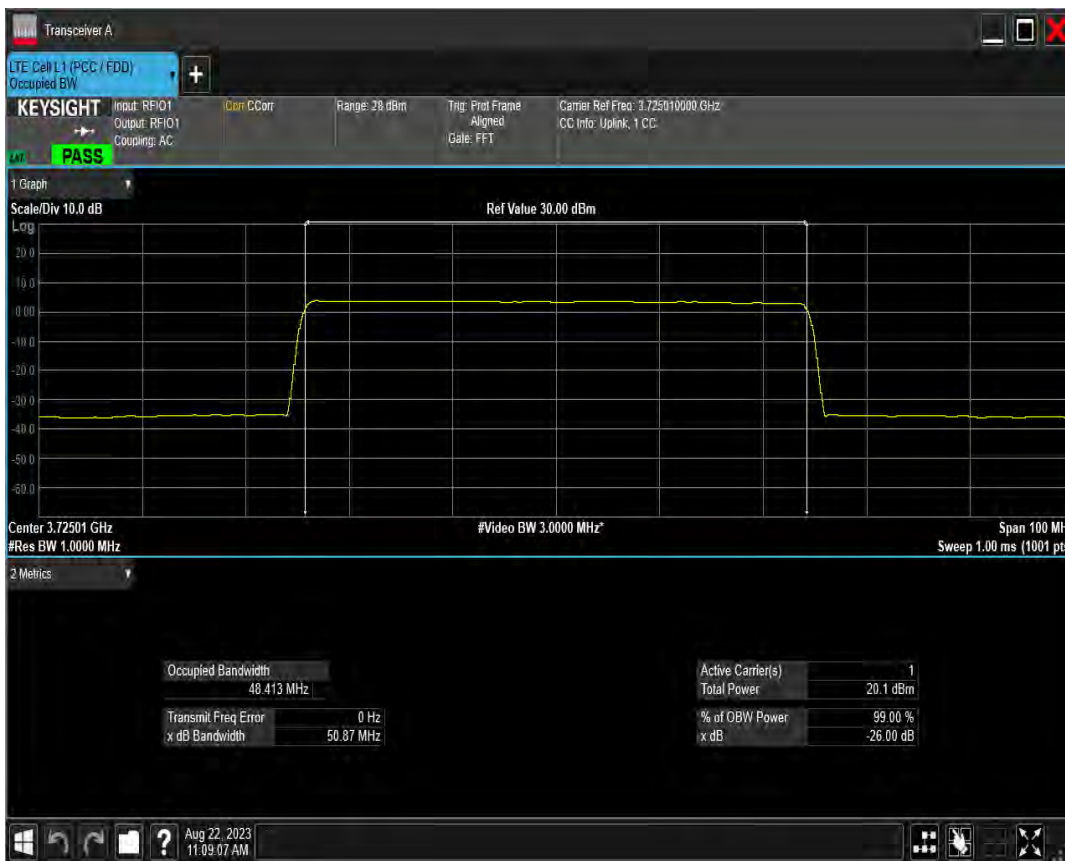 Transceiver A
LTE Cell L1 (PCC / FDD)
Occupied BW
+
KEYSIGHT
Input: RFIO1
Output: RFIO1
Coupling: AC
Corr CCorr
Range: 28 dBm
Trig: Prot Frame
Aligned
Gate: FFT
Carrier Ref Freq: 3.725010000 GHz
CC Info: Uplink, 1 CC
PASS
1 Graph
Scale/Div 10.0 dB
Ref Value 30.00 dBm
Log
20.0
10.0
0.00
-10.0
-20.0
-30.0
-40.0
-50.0
-60.0
Center 3.72501 GHz
#Video BW 3.0000 MHz*
Span 100 MH
#Res BW 1.0000 MHz
Sweep 1.00 ms (1001 pts
2 Metrics
Occupied Bandwidth
48.413 MHz
Transmit Freq Error 0 Hz
x dB Bandwidth 50.87 MHz
Active Carrier(s) 1
Total Power 20.1 dBm
% of OBW Power 99.00 %
x dB -26.00 dB
?
Aug 22, 2023
11:09:07 AM